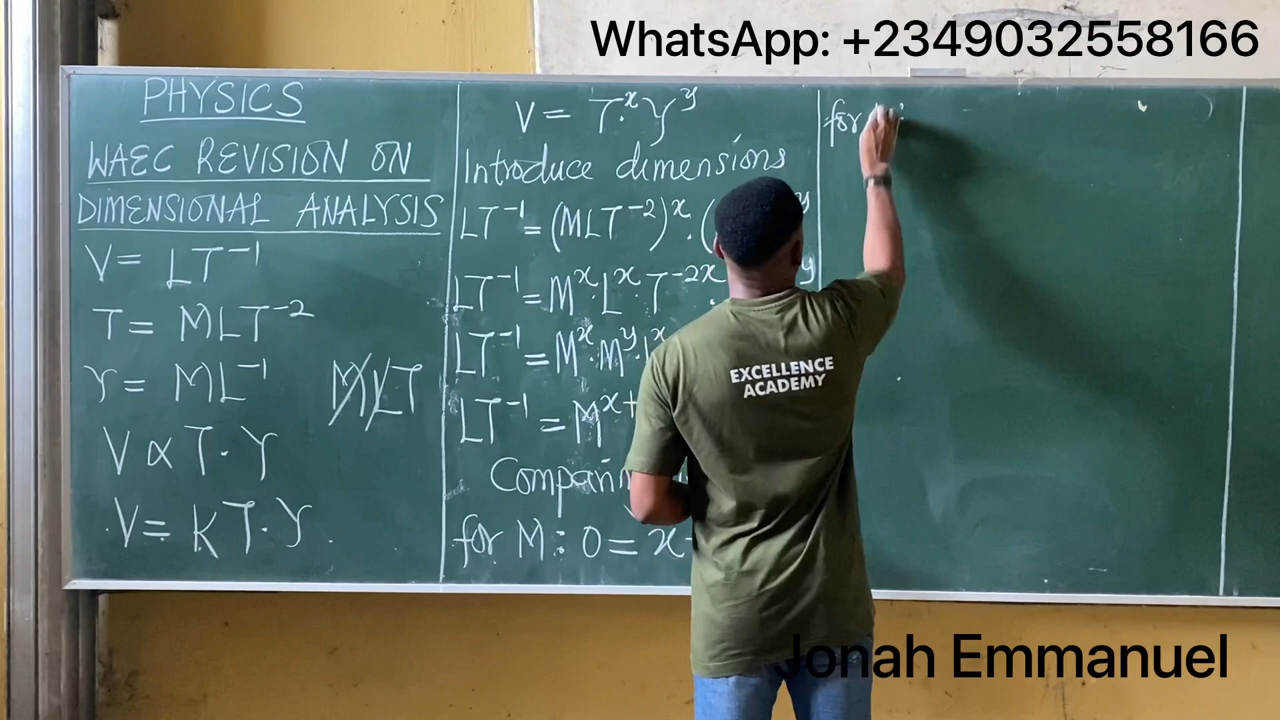 WhatsApp: +2349032558166
PHYSICS
WAEC REVISION ON
DIMENSIONAL ANALYSIS
V = LT⁻¹
T = MLT⁻²
γ = ML⁻¹ MLT
V ∝ T·γ
V = KT·γ
V = T^x·γ^y
Introduce dimensions
LT⁻¹ = (MLT⁻²)^x·( y
LT⁻¹ = M^x·L^x·T^-2x· y
LT⁻¹ = M^x·M^y·L^x
LT⁻¹ = M^x+
for M: 0 = x
for
EXCELLENCE
ACADEMY
Jonah Emmanuel